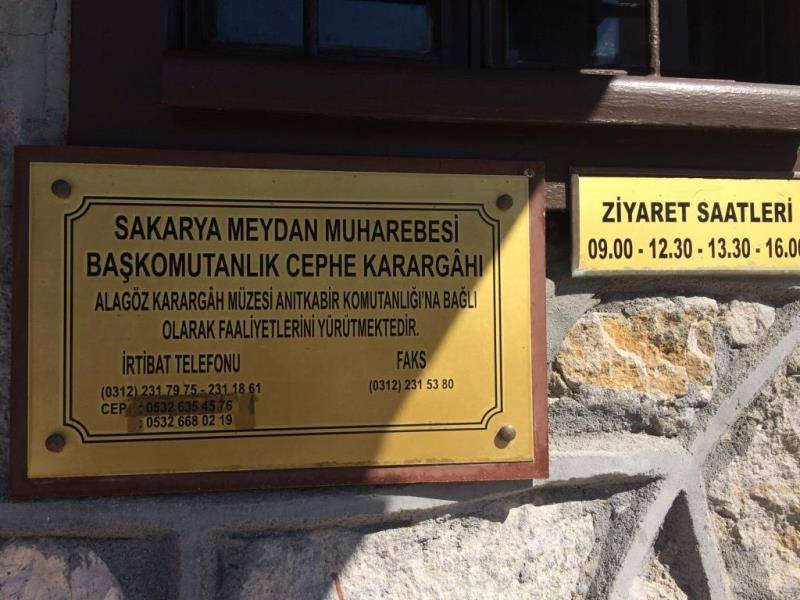 SAKARYA MEYDAN MUHAREBESİ
BAŞKOMUTANLIK CEPHE KARARGÂHI
ALAGÖZ KARARGÂH MÜZESİ ANITKABİR KOMUTANLIĞI'NA BAĞLI
OLARAK FAALİYETLERİNİ YÜRÜTMEKTEDİR.
İRTİBAT TELEFONU
(0312) 231 79 75 - 231 18 61
CEP : 0532 635 45 76
: 0532 668 02 19
FAKS
(0312) 231 53 80
ZİYARET SAATLERİ
09.00 - 12.30 - 13.30 - 16.00